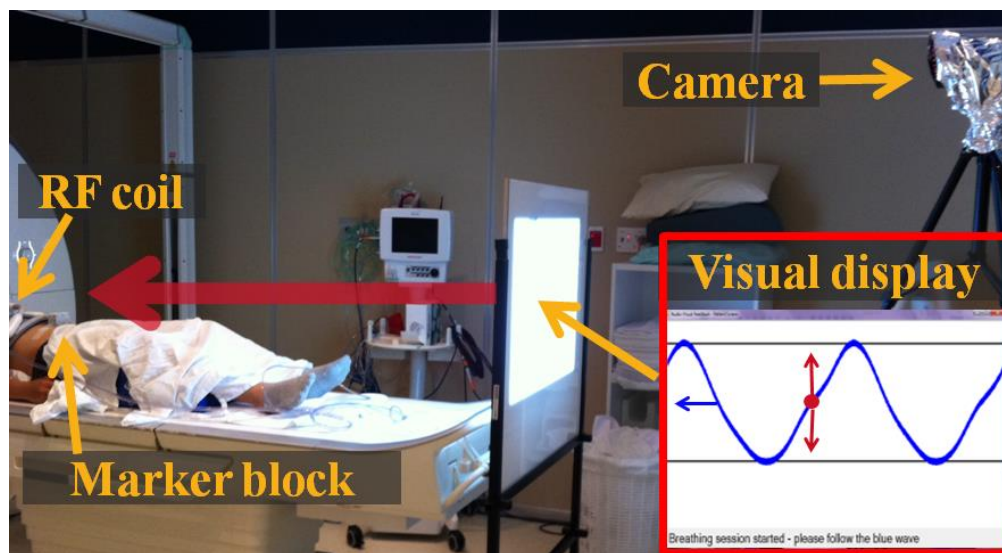 Camera
RF coil
Visual display
Marker block
Breathing session started - please follow the blue wave